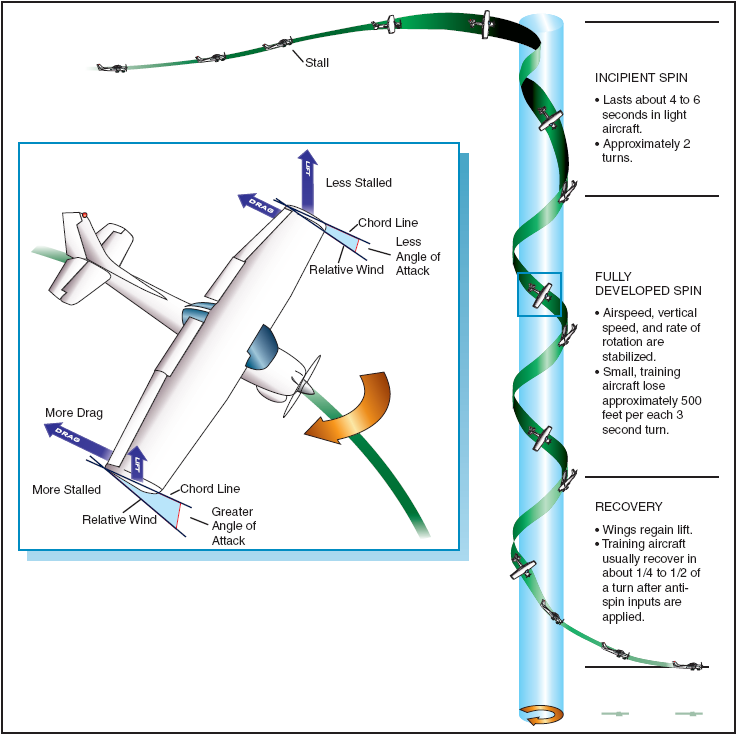 Stall
INCIPIENT SPIN
• Lasts about 4 to 6
seconds in light
aircraft.
• Approximately 2
turns.
LIFT
Less Stalled
DRAG
Chord Line
Less
Angle of
Attack
Relative Wind
FULLY
DEVELOPED SPIN
• Airspeed, vertical
speed, and rate of
rotation are
stabilized.
• Small, training
aircraft lose
approximately 500
feet per each 3
second turn.
More Drag
DRAG
LIFT
More Stalled
Chord Line
Relative Wind
Greater
Angle of
Attack
RECOVERY
• Wings regain lift.
• Training aircraft
usually recover in
about 1/4 to 1/2 of
a turn after anti-
spin inputs are
applied.